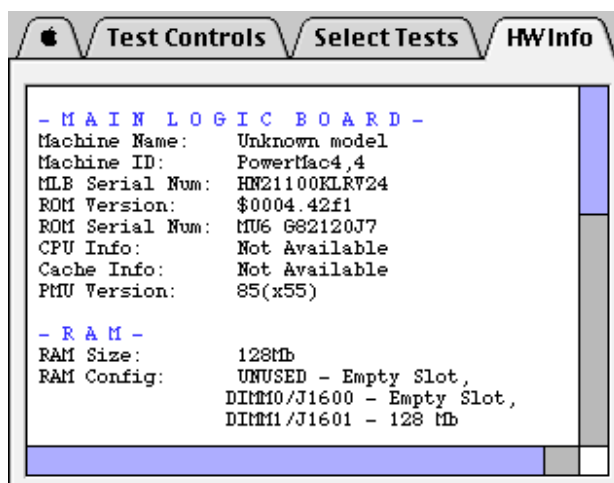 Test Controls
Select Tests
HW Info
- M A I N  L O G I C  B O A R D -
Machine Name: Unknown model
Machine ID: PowerMac4,4
MLB Serial Num: HN21100KLRV24
ROM Version: $0004.42f1
ROM Serial Num: MU6 G82120J7
CPU Info: Not Available
Cache Info: Not Available
PMU Version: 85(x55)
- R A M -
RAM Size: 128Mb
RAM Config: UNUSED - Empty Slot,
DIMM0/J1600 - Empty Slot,
DIMM1/J1601 - 128 Mb